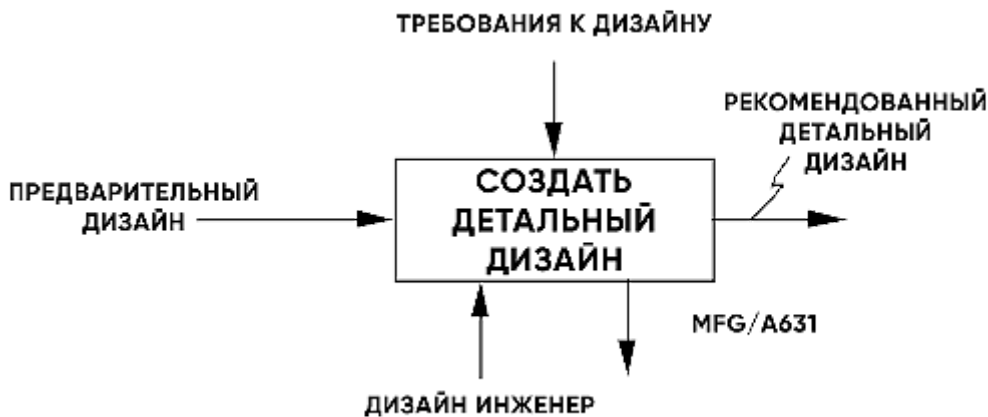 ТРЕБОВАНИЯ К ДИЗАЙНУ
РЕКОМЕНДОВАННЫЙ
ДЕТАЛЬНЫЙ
ДИЗАЙН
ПРЕДВАРИТЕЛЬНЫЙ
ДИЗАЙН
СОЗДАТЬ
ДЕТАЛЬНЫЙ
ДИЗАЙН
MFG/A631
ДИЗАЙН ИНЖЕНЕР